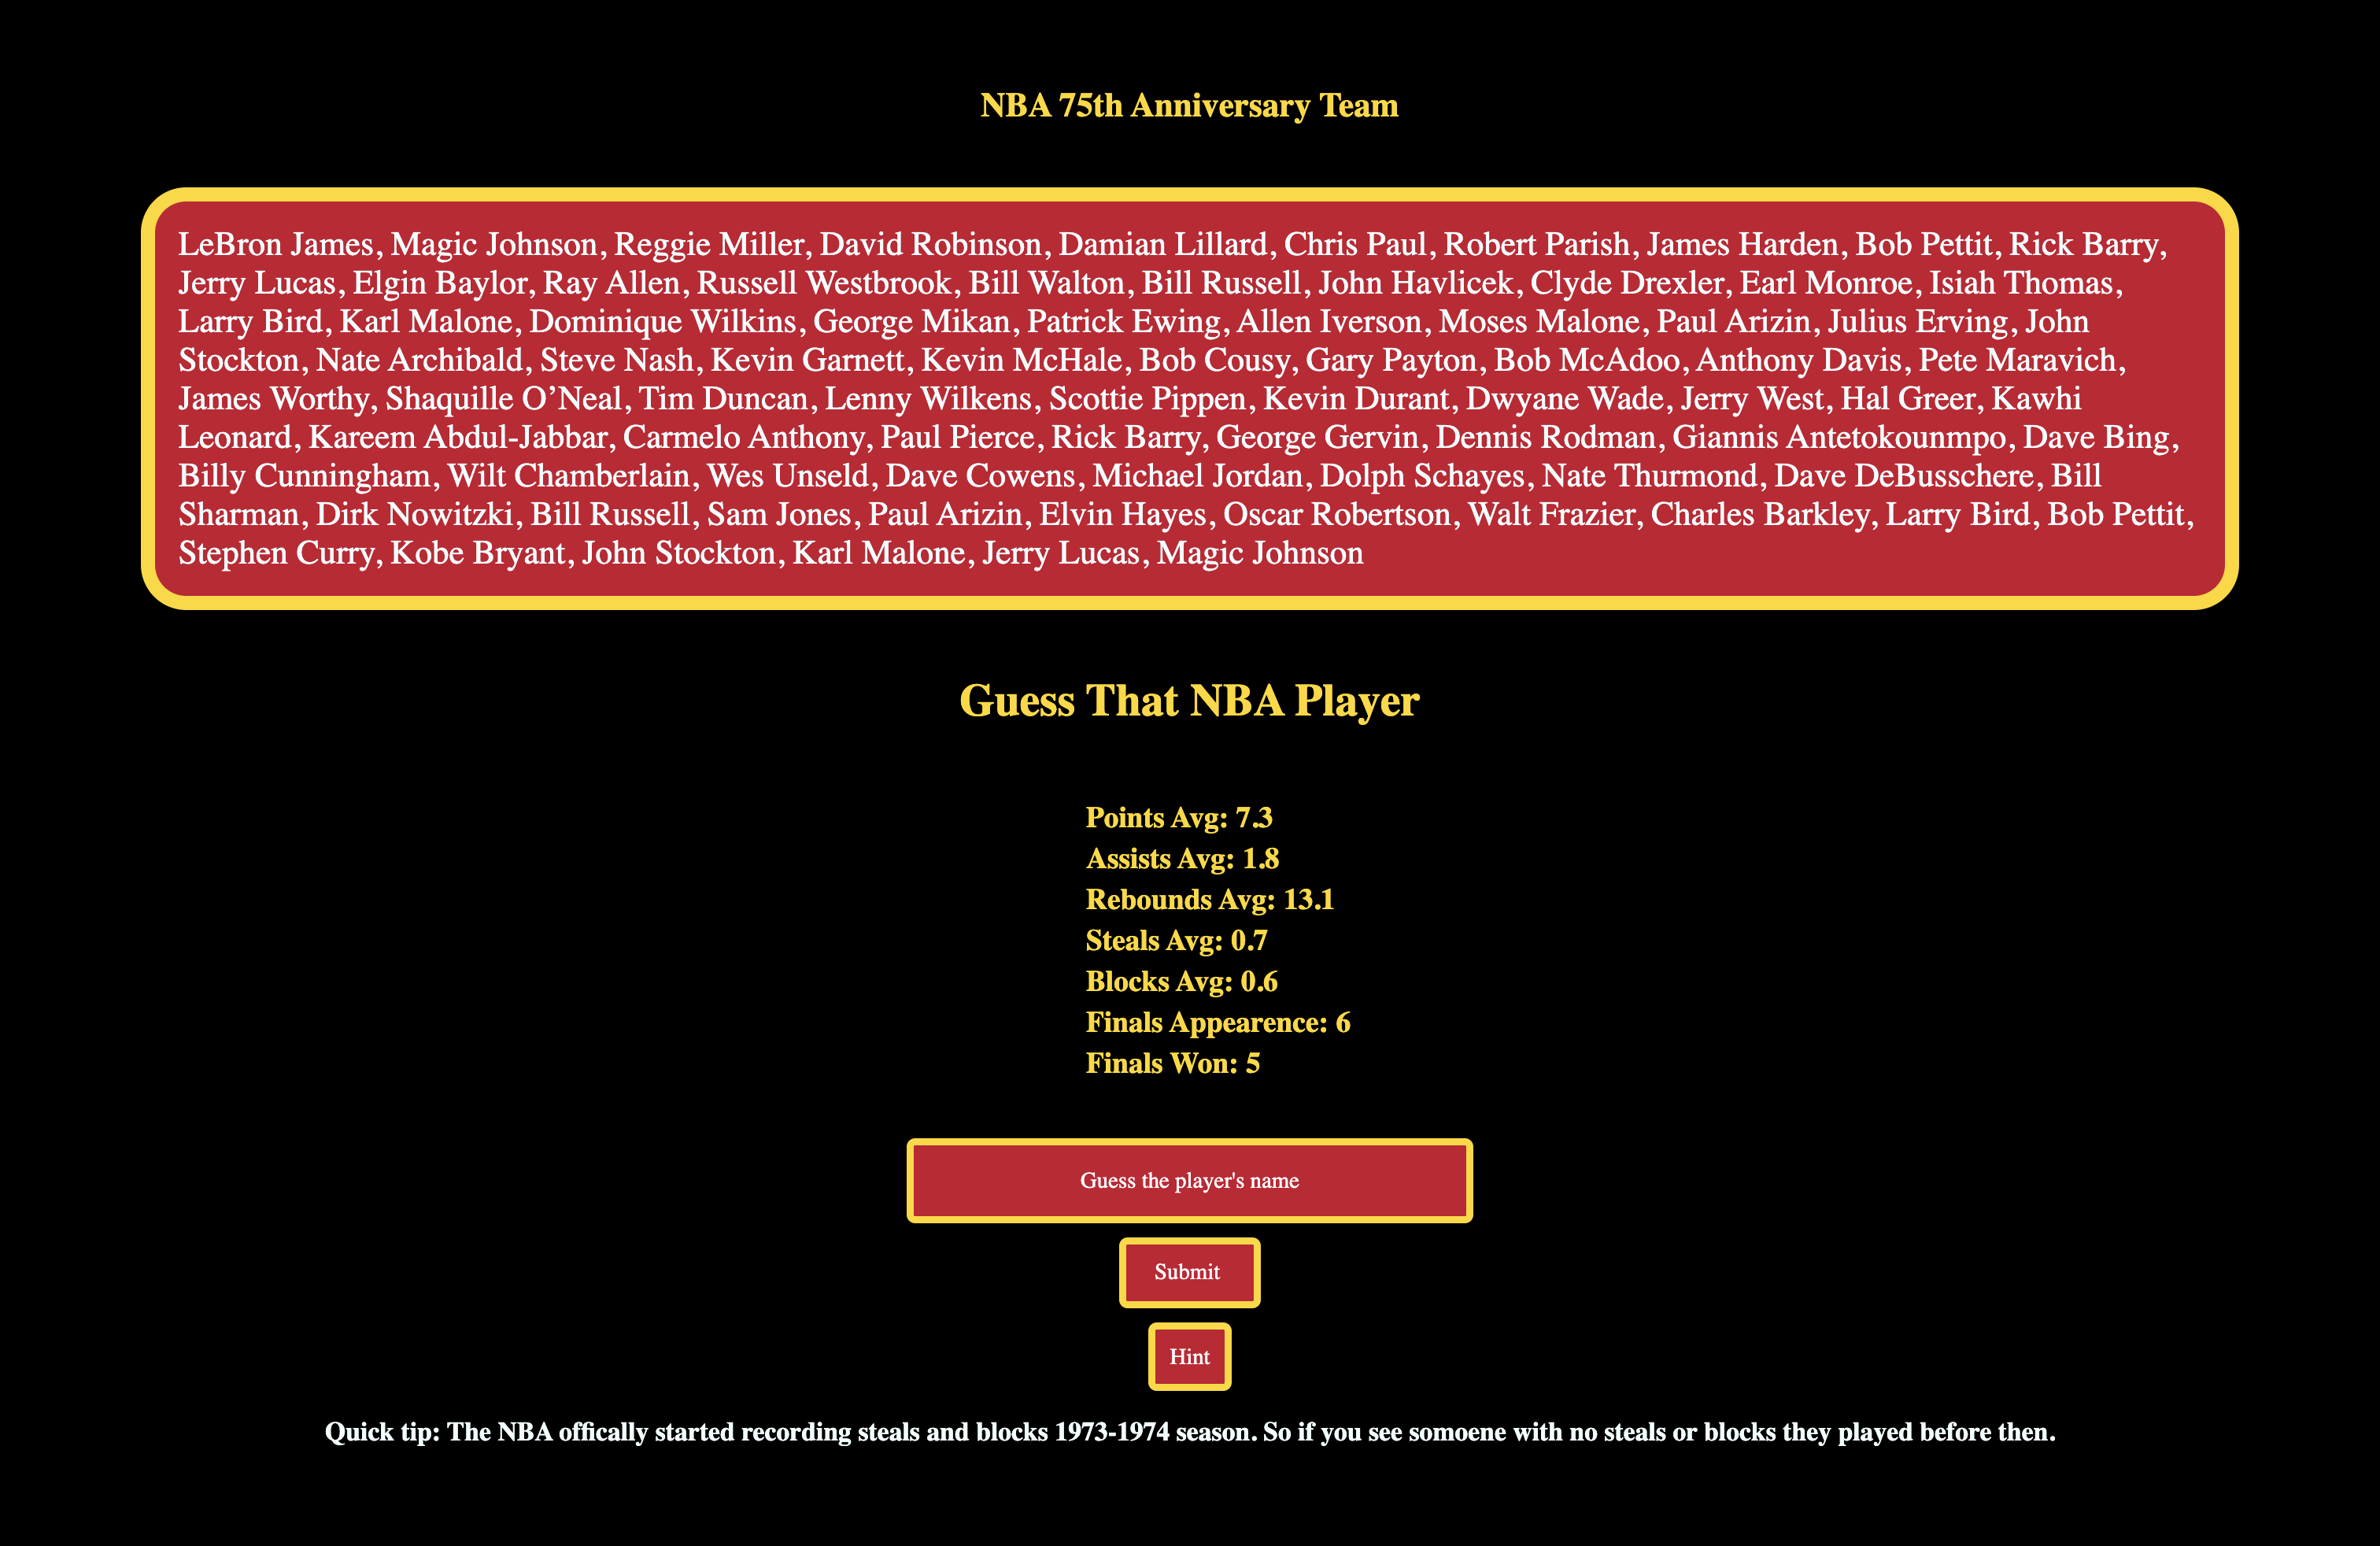 NBA 75th Anniversary Team
LeBron James, Magic Johnson, Reggie Miller, David Robinson, Damian Lillard, Chris Paul, Robert Parish, James Harden, Bob Pettit, Rick Barry,
Jerry Lucas, Elgin Baylor, Ray Allen, Russell Westbrook, Bill Walton, Bill Russell, John Havlicek, Clyde Drexler, Earl Monroe, Isiah Thomas,
Larry Bird, Karl Malone, Dominique Wilkins, George Mikan, Patrick Ewing, Allen Iverson, Moses Malone, Paul Arizin, Julius Erving, John
Stockton, Nate Archibald, Steve Nash, Kevin Garnett, Kevin McHale, Bob Cousy, Gary Payton, Bob McAdoo, Anthony Davis, Pete Maravich,
James Worthy, Shaquille O’Neal, Tim Duncan, Lenny Wilkens, Scottie Pippen, Kevin Durant, Dwyane Wade, Jerry West, Hal Greer, Kawhi
Leonard, Kareem Abdul-Jabbar, Carmelo Anthony, Paul Pierce, Rick Barry, George Gervin, Dennis Rodman, Giannis Antetokounmpo, Dave Bing,
Billy Cunningham, Wilt Chamberlain, Wes Unseld, Dave Cowens, Michael Jordan, Dolph Schayes, Nate Thurmond, Dave DeBusschere, Bill
Sharman, Dirk Nowitzki, Bill Russell, Sam Jones, Paul Arizin, Elvin Hayes, Oscar Robertson, Walt Frazier, Charles Barkley, Larry Bird, Bob Pettit,
Stephen Curry, Kobe Bryant, John Stockton, Karl Malone, Jerry Lucas, Magic Johnson
Guess That NBA Player
Points Avg: 7.3
Assists Avg: 1.8
Rebounds Avg: 13.1
Steals Avg: 0.7
Blocks Avg: 0.6
Finals Appearence: 6
Finals Won: 5
Guess the player's name
Submit
Hint
Quick tip: The NBA offically started recording steals and blocks 1973-1974 season. So if you see somoene with no steals or blocks they played before then.